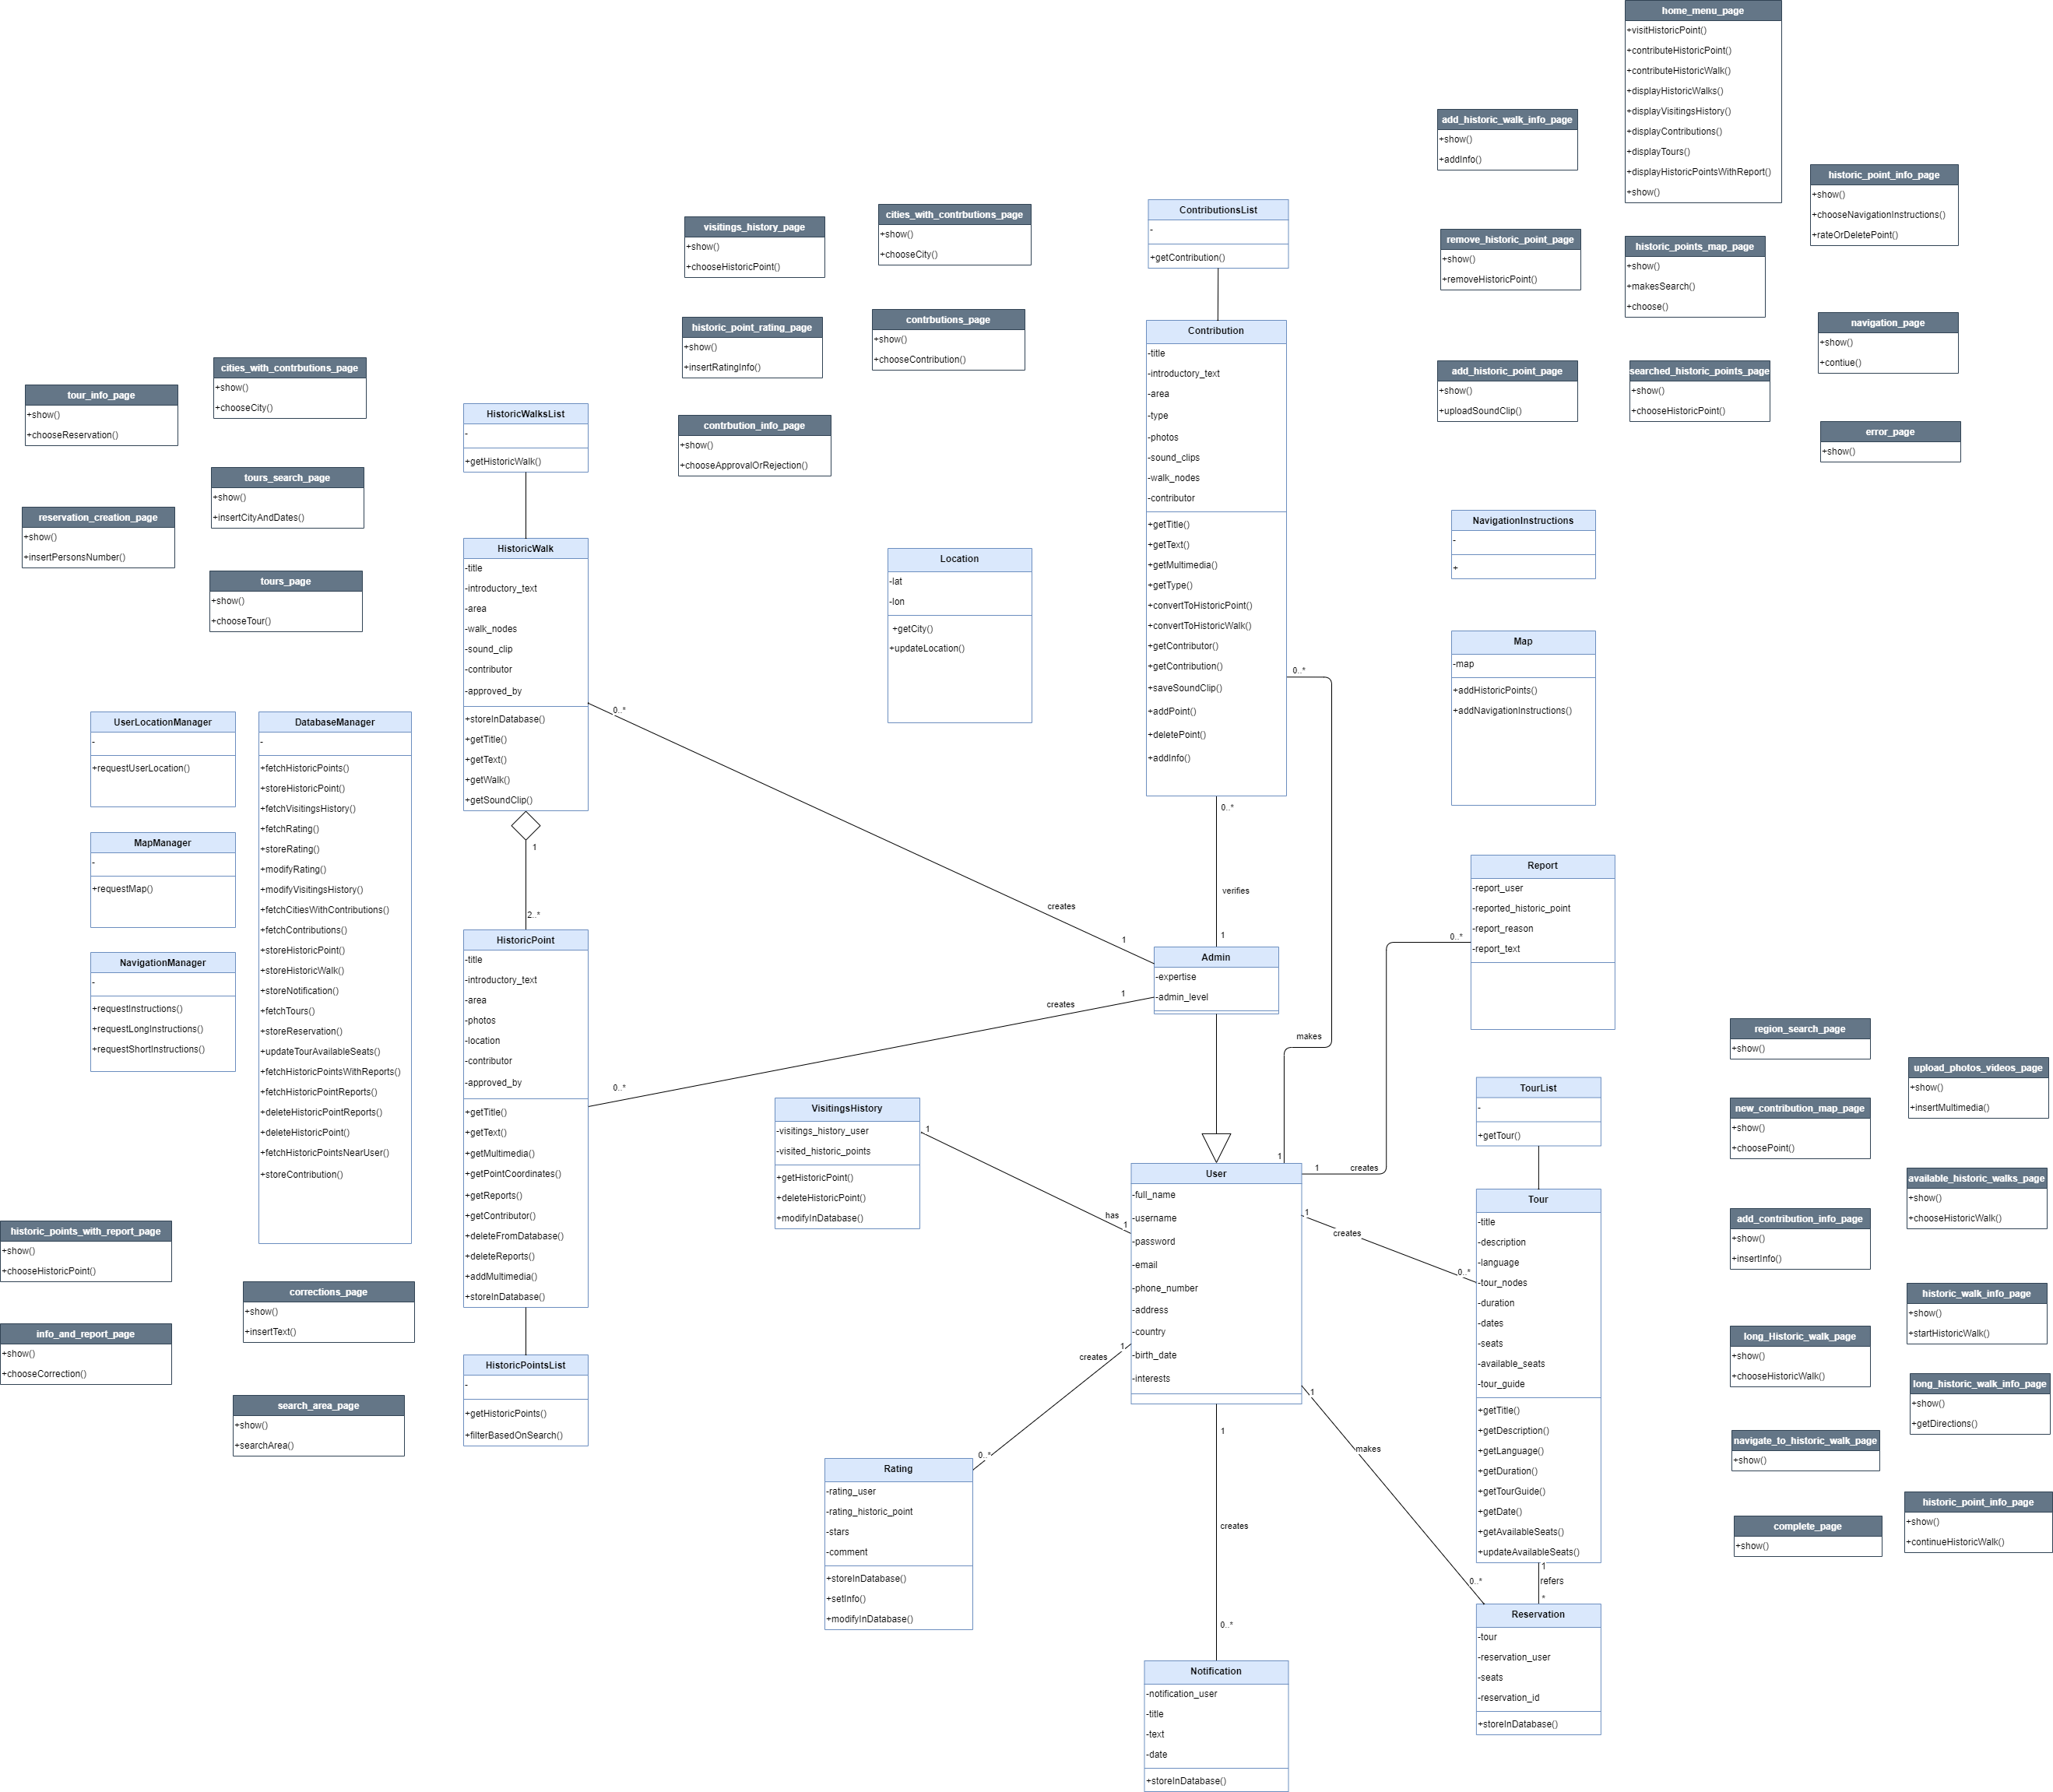 home_menu_page
+visitHistoricPoint()
+contributeHistoricPoint()
+contributeHistoricWalk()
+displayHistoricWalks()
+displayVisitingsHistory()
+displayContributions()
+displayTours()
+displayHistoricPointsWithReport()
+show()
add_historic_walk_info_page
+show()
+addInfo()
historic_point_info_page
+show()
+chooseNavigationInstructions()
+rateOrDeletePoint()
ContributionsList
-
+getContribution()
cities_with_contrbutions_page
+show()
+chooseCity()
visitings_history_page
+show()
+chooseHistoricPoint()
remove_historic_point_page
+show()
+removeHistoricPoint()
historic_points_map_page
+show()
+makesSearch()
+choose()
contrbutions_page
+show()
+chooseContribution()
historic_point_rating_page
+show()
+insertRatingInfo()
navigation_page
+show()
+contiue()
Contribution
-title
-introductory_text
-area
-type
-photos
-sound_clips
-walk_nodes
-contributor
+getTitle()
+getText()
+getMultimedia()
+getType()
+convertToHistoricPoint()
+convertToHistoricWalk()
+getContributor()
+getContribution()
+saveSoundClip()
+addPoint()
+deletePoint()
+addInfo()
cities_with_contrbutions_page
+show()
+chooseCity()
add_historic_point_page
+show()
+uploadSoundClip()
searched_historic_points_page
+show()
+chooseHistoricPoint()
tour_info_page
+show()
+chooseReservation()
HistoricWalksList
-
+getHistoricWalk()
contrbution_info_page
+show()
+chooseApprovalOrRejection()
error_page
+show()
tours_search_page
+show()
+insertCityAndDates()
reservation_creation_page
+show()
+insertPersonsNumber()
NavigationInstructions
-
+
HistoricWalk
-title
-introductory_text
-area
-walk_nodes
-sound_clip
-contributor
-approved_by
+storeInDatabase()
+getTitle()
+getText()
+getWalk()
+getSoundClip()
Location
-lat
-lon
+getCity()
+updateLocation()
tours_page
+show()
+chooseTour()
Map
-map
+addHistoricPoints()
+addNavigationInstructions()
0..*
0..*
UserLocationManager
-
+requestUserLocation()
DatabaseManager
-
+fetchHistoricPoints()
+storeHistoricPoint()
+fetchVisitingsHistory()
+fetchRating()
+storeRating()
+modifyRating()
+modifyVisitingsHistory()
+fetchCitiesWithContributions()
+fetchContributions()
+storeHistoricPoint()
+storeHistoricWalk()
+storeNotification()
+fetchTours()
+storeReservation()
+updateTourAvailableSeats()
+fetchHistoricPointsWithReports()
+fetchHistoricPointReports()
+deleteHistoricPointReports()
+deleteHistoricPoint()
+fetchHistoricPointsNearUser()
+storeContribution()
0..*
MapManager
-
+requestMap()
1
verifies
creates
2..*
1
1
Report
-report_user
-reported_historic_point
-report_reason
-report_text
0..*
HistoricPoint
-title
-introductory_text
-area
-photos
-location
-contributor
-approved_by
+getTitle()
+getText()
+getMultimedia()
+getPointCoordinates()
+getReports()
+getContributor()
+deleteFromDatabase()
+deleteReports()
+addMultimedia()
+storeInDatabase()
Admin
-expertise
-admin_level
NavigationManager
-
+requestInstructions()
+requestLongInstructions()
+requestShortInstructions()
1
creates
0..*
makes
region_search_page
+show()
upload_photos_videos_page
+show()
+insertMultimedia()
TourList
-
+getTour()
new_contribution_map_page
+show()
+choosePoint()
VisitingsHistory
-visitings_history_user
-visited_historic_points
+getHistoricPoint()
+deleteHistoricPoint()
+modifyInDatabase()
1
1
1
creates
has
1
User
-full_name
-username
-password
-email
-phone_number
-address
-country
-birth_date
-interests
available_historic_walks_page
+show()
+chooseHistoricWalk()
Tour
-title
-description
-language
-tour_nodes
-duration
-dates
-seats
-available_seats
-tour_guide
+getTitle()
+getDescription()
+getLanguage()
+getDuration()
+getTourGuide()
+getDate()
+getAvailableSeats()
+updateAvailableSeats()
1
creates
0..*
add_contribution_info_page
+show()
+insertInfo()
historic_points_with_report_page
+show()
+chooseHistoricPoint()
corrections_page
+show()
+insertText()
historic_walk_info_page
+show()
+startHistoricWalk()
info_and_report_page
+show()
+chooseCorrection()
long_Historic_walk_page
+show()
+chooseHistoricWalk()
1
creates
0..*
HistoricPointsList
-
+getHistoricPoints()
+filterBasedOnSearch()
long_historic_walk_info_page
+show()
+getDirections()
search_area_page
+show()
+searchArea()
1
makes
0..*
1
creates
0..*
navigate_to_historic_walk_page
+show()
Rating
-rating_user
-rating_historic_point
-stars
-comment
+storeInDatabase()
+setInfo()
+modifyInDatabase()
historic_point_info_page
+show()
+continueHistoricWalk()
complete_page
+show()
1
refers
*
Reservation
-tour
-reservation_user
-seats
-reservation_id
+storeInDatabase()
Notification
-notification_user
-title
-text
-date
+storeInDatabase()